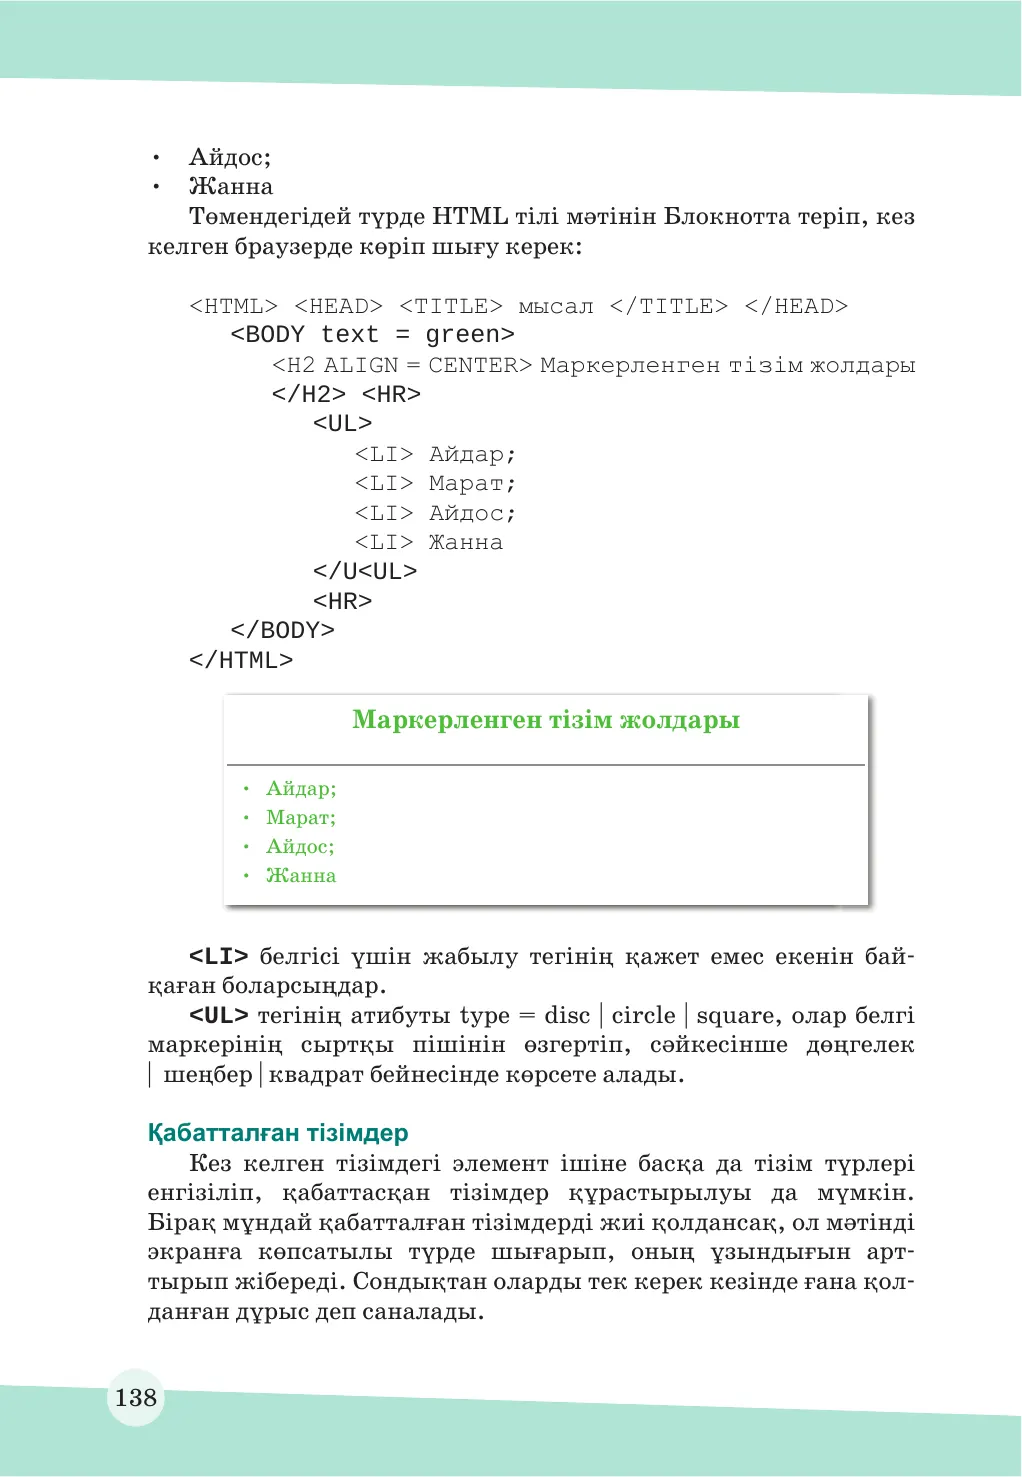 • Айдос;
• Жанна
Төмендегідей түрде HTML тілі мәтінін Блокнотта теріп, кез
келген браузерде көріп шығу керек:
<HTML> <HEAD> <TITLE> мысал </TITLE> </HEAD>
<BODY text = green>
<H2 ALIGN = CENTER> Маркерленген тізім жолдары
</H2> <HR>
<UL>
<LI> Айдар;
<LI> Марат;
<LI> Айдос;
<LI> Жанна
</U<UL>
<HR>
</BODY>
</HTML>
Маркерленген тізім жолдары
• Айдар;
• Марат;
• Айдос;
• Жанна
<LI> белгісі үшін жабылу тегінің қажет емес екенін бай-
қаған боларсыңдар.
<UL> тегінің атибуты type = disc | circle | square, олар белгі
маркерінің сыртқы пішінін өзгертіп, сәйкесінше дөңгелек
| шеңбер | квадрат бейнесінде көрсете алады.
Қабатталған тізімдер
Кез келген тізімдегі элемент ішіне басқа да тізім түрлері
енгізіліп, қабаттасқан тізімдер құрастырылуы да мүмкін.
Бірақ мұндай қабатталған тізімдерді жиі қолдансақ, ол мәтінді
экранға көпсатылы түрде шығарып, оның ұзындығын арт-
тырып жібереді. Сондықтан оларды тек керек кезінде ғана қол-
данған дұрыс деп саналады.
138